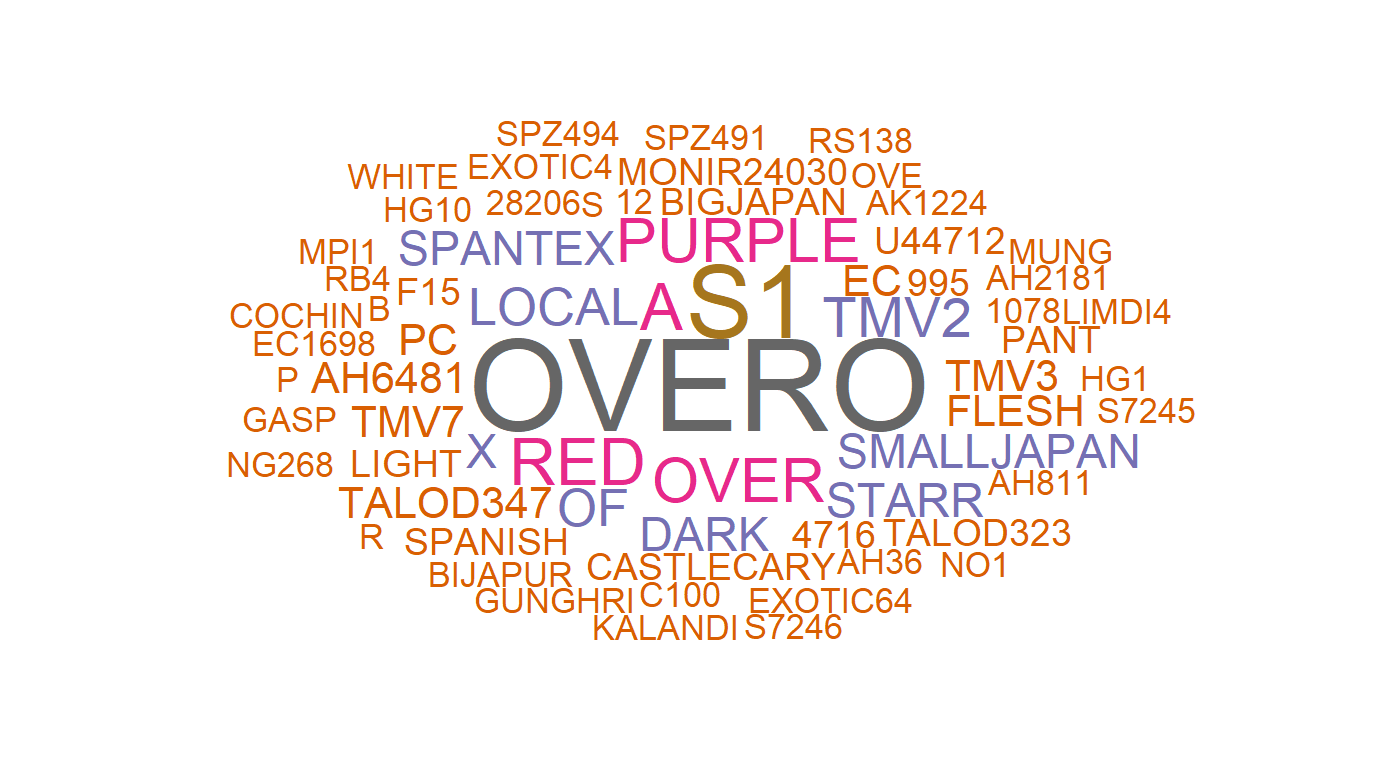 SPZ494 SPZ491 RS138
WHITE EXOTIC4 MONIR24030 OVE
HG10 28206S 12 BIGJAPAN AK1224
MPI1 SPANTEX PURPLE U44712 MUNG
RB4 F15 LOCAL A S1 EC 995 AH2181
COCHIN B TMV2 1078 LIMDI4
EC1698 PC OVERO PANT
P AH6481 TMV3 HG1
GASP TMV7 FLESH S7245
NG268 LIGHT X RED OVER SMALLJAPAN
TALOD347 OF STARR AH811
R SPANISH DARK 4716 TALOD323
BIJAPUR CASTLECARY AH36 NO1
GUNGHRI C100 EXOTIC64
KALANDI S7246